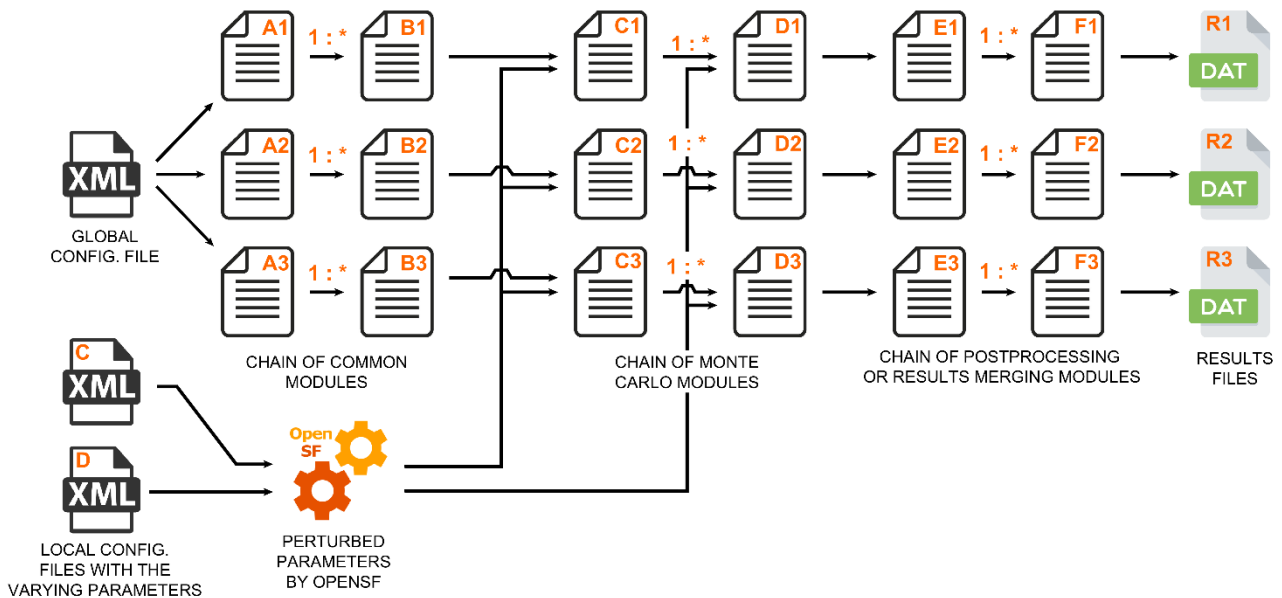 A1
1 : *
B1
C1
1 : *
D1
E1
1 : *
F1
R1
DAT
XML
GLOBAL
CONFIG. FILE
A2
1 : *
B2
C2
1 : *
D2
E2
1 : *
F2
R2
DAT
A3
1 : *
B3
C3
1 : *
D3
E3
1 : *
F3
R3
DAT
CHAIN OF COMMON
MODULES
CHAIN OF MONTE
CARLO MODULES
CHAIN OF POSTPROCESSING
OR RESULTS MERGING MODULES
RESULTS
FILES
C
XML
D
XML
LOCAL CONFIG.
FILES WITH THE
VARYING PARAMETERS
Open
SF
PERTURBED
PARAMETERS
BY OPENSF